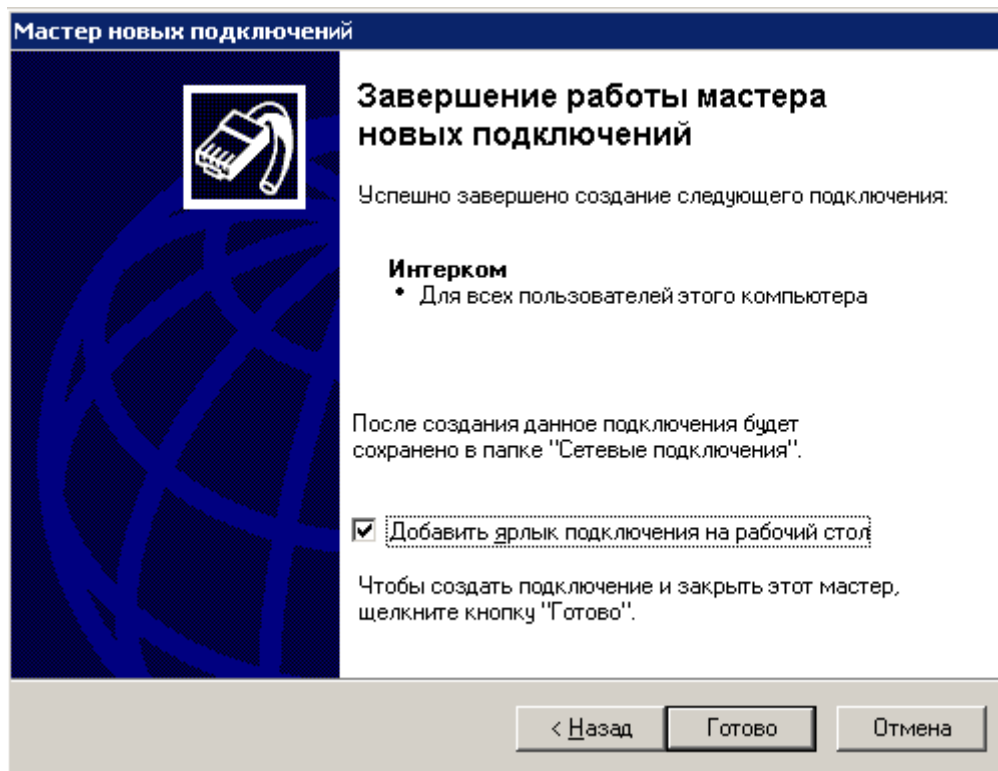 Мастер новых подключений
Завершение работы мастера
новых подключений
Успешно завершено создание следующего подключения:
Интерком
• Для всех пользователей этого компьютера
После создания данное подключения будет
сохранено в папке "Сетевые подключения".
Добавить ярлык подключения на рабочий стол
Чтобы создать подключение и закрыть этот мастер,
щелкните кнопку "Готово".
< Назад
Готово
Отмена